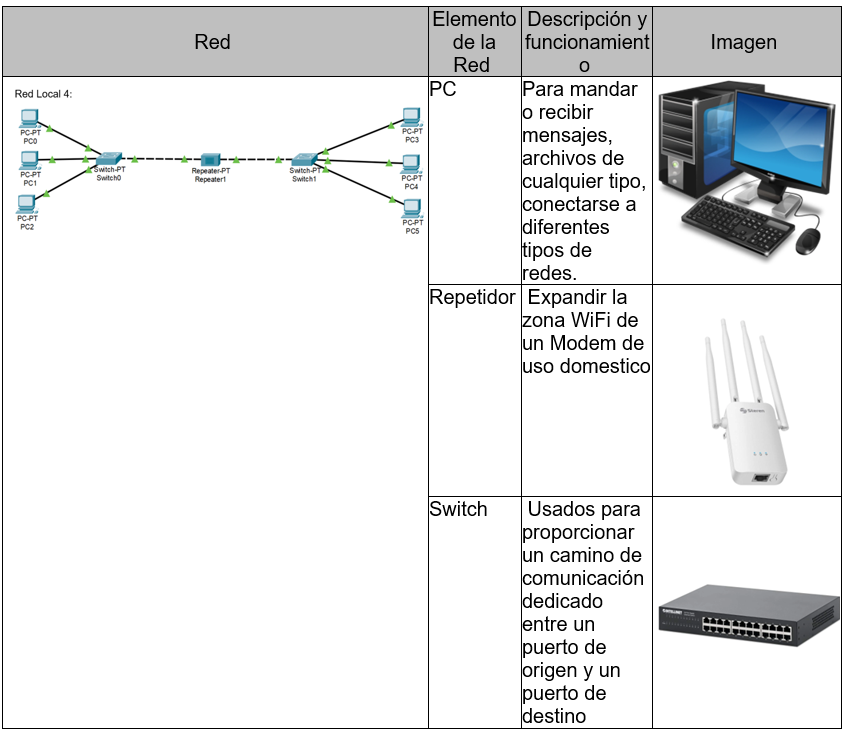 Red
Elemento
de la
Red
Descripción y
funcionamient
o
Imagen
Red Local 4:
PC-PT
PC0
PC-PT
PC1
PC-PT
PC2
Switch-PT
Switch0
Repeater-PT
Repeater1
Switch-PT
Switch1
PC-PT
PC3
PC-PT
PC4
PC-PT
PC5
PC
Para mandar
o recibir
mensajes,
archivos de
cualquier tipo,
conectarse a
diferentes
tipos de
redes.
Repetidor
Expandir la
zona WiFi de
un Modem de
uso domestico
Steren
Switch
Usados para
proporcionar
un camino de
comunicación
dedicado
entre un
puerto de
origen y un
puerto de
destino